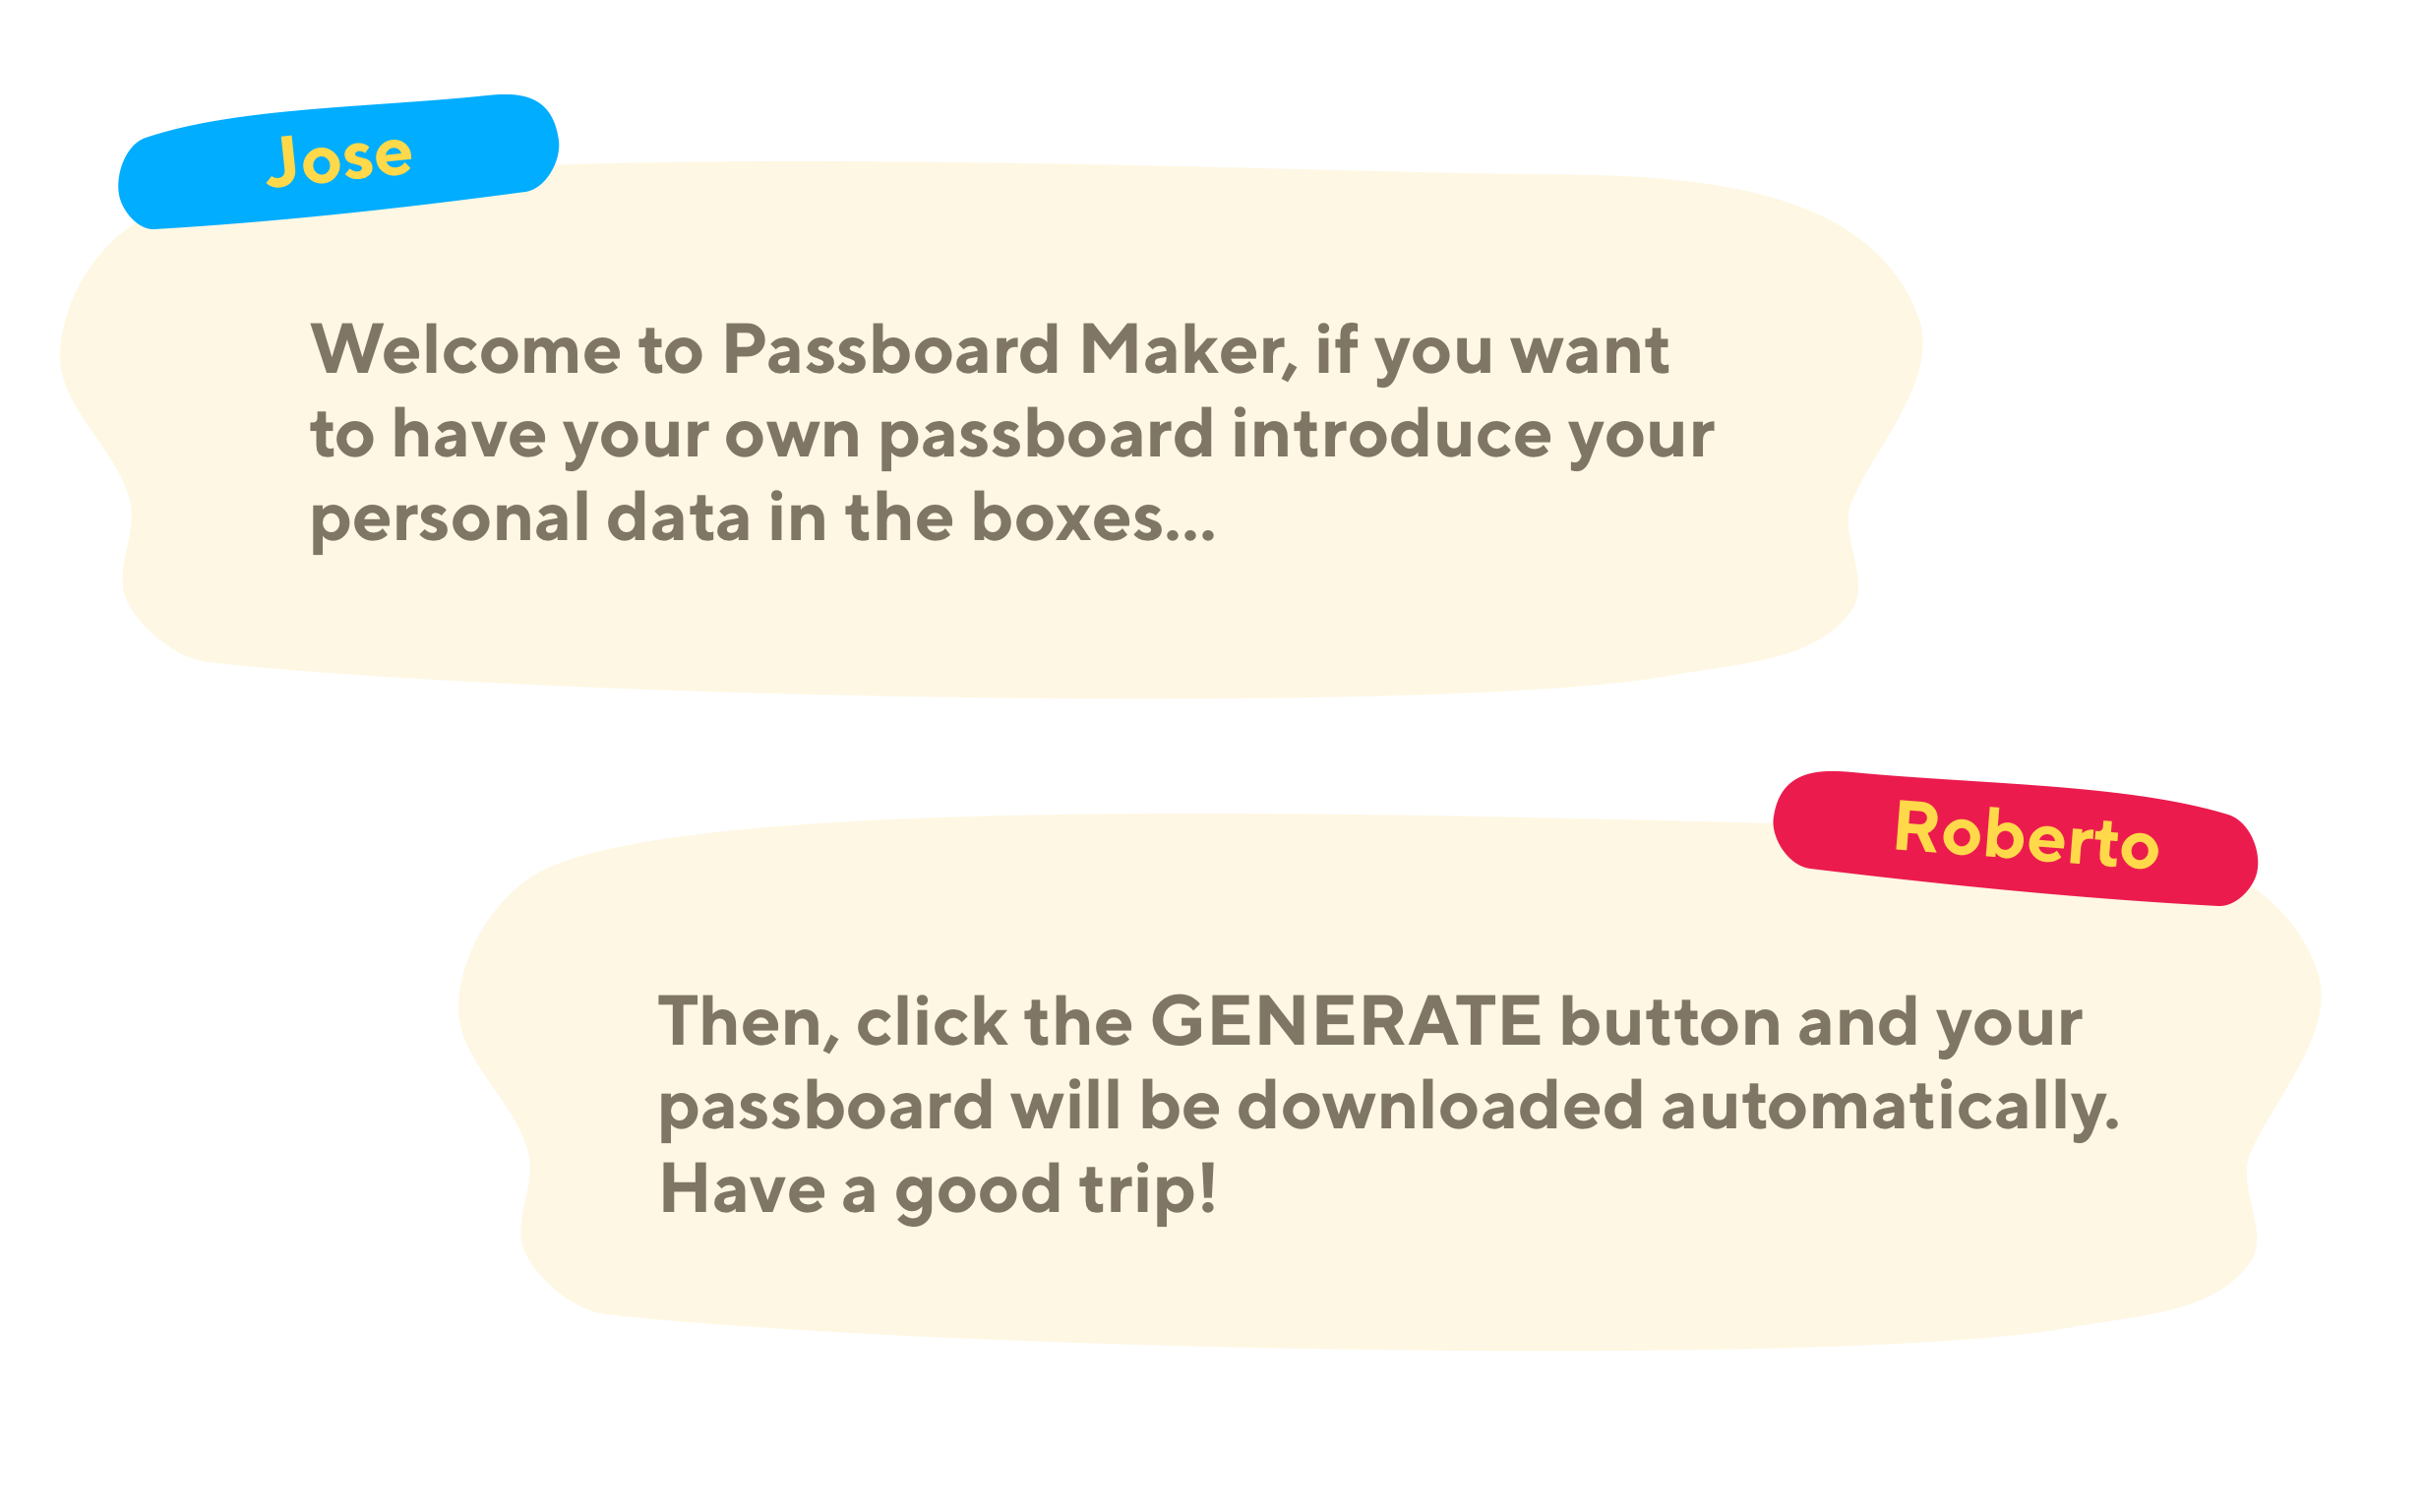 Jose
Welcome to Passboard Maker, if you want
to have your own passboard introduce your
personal data in the boxes...
Roberto
Then, click the GENERATE button and your
passboard will be downloaded automatically.
Have a good trip!